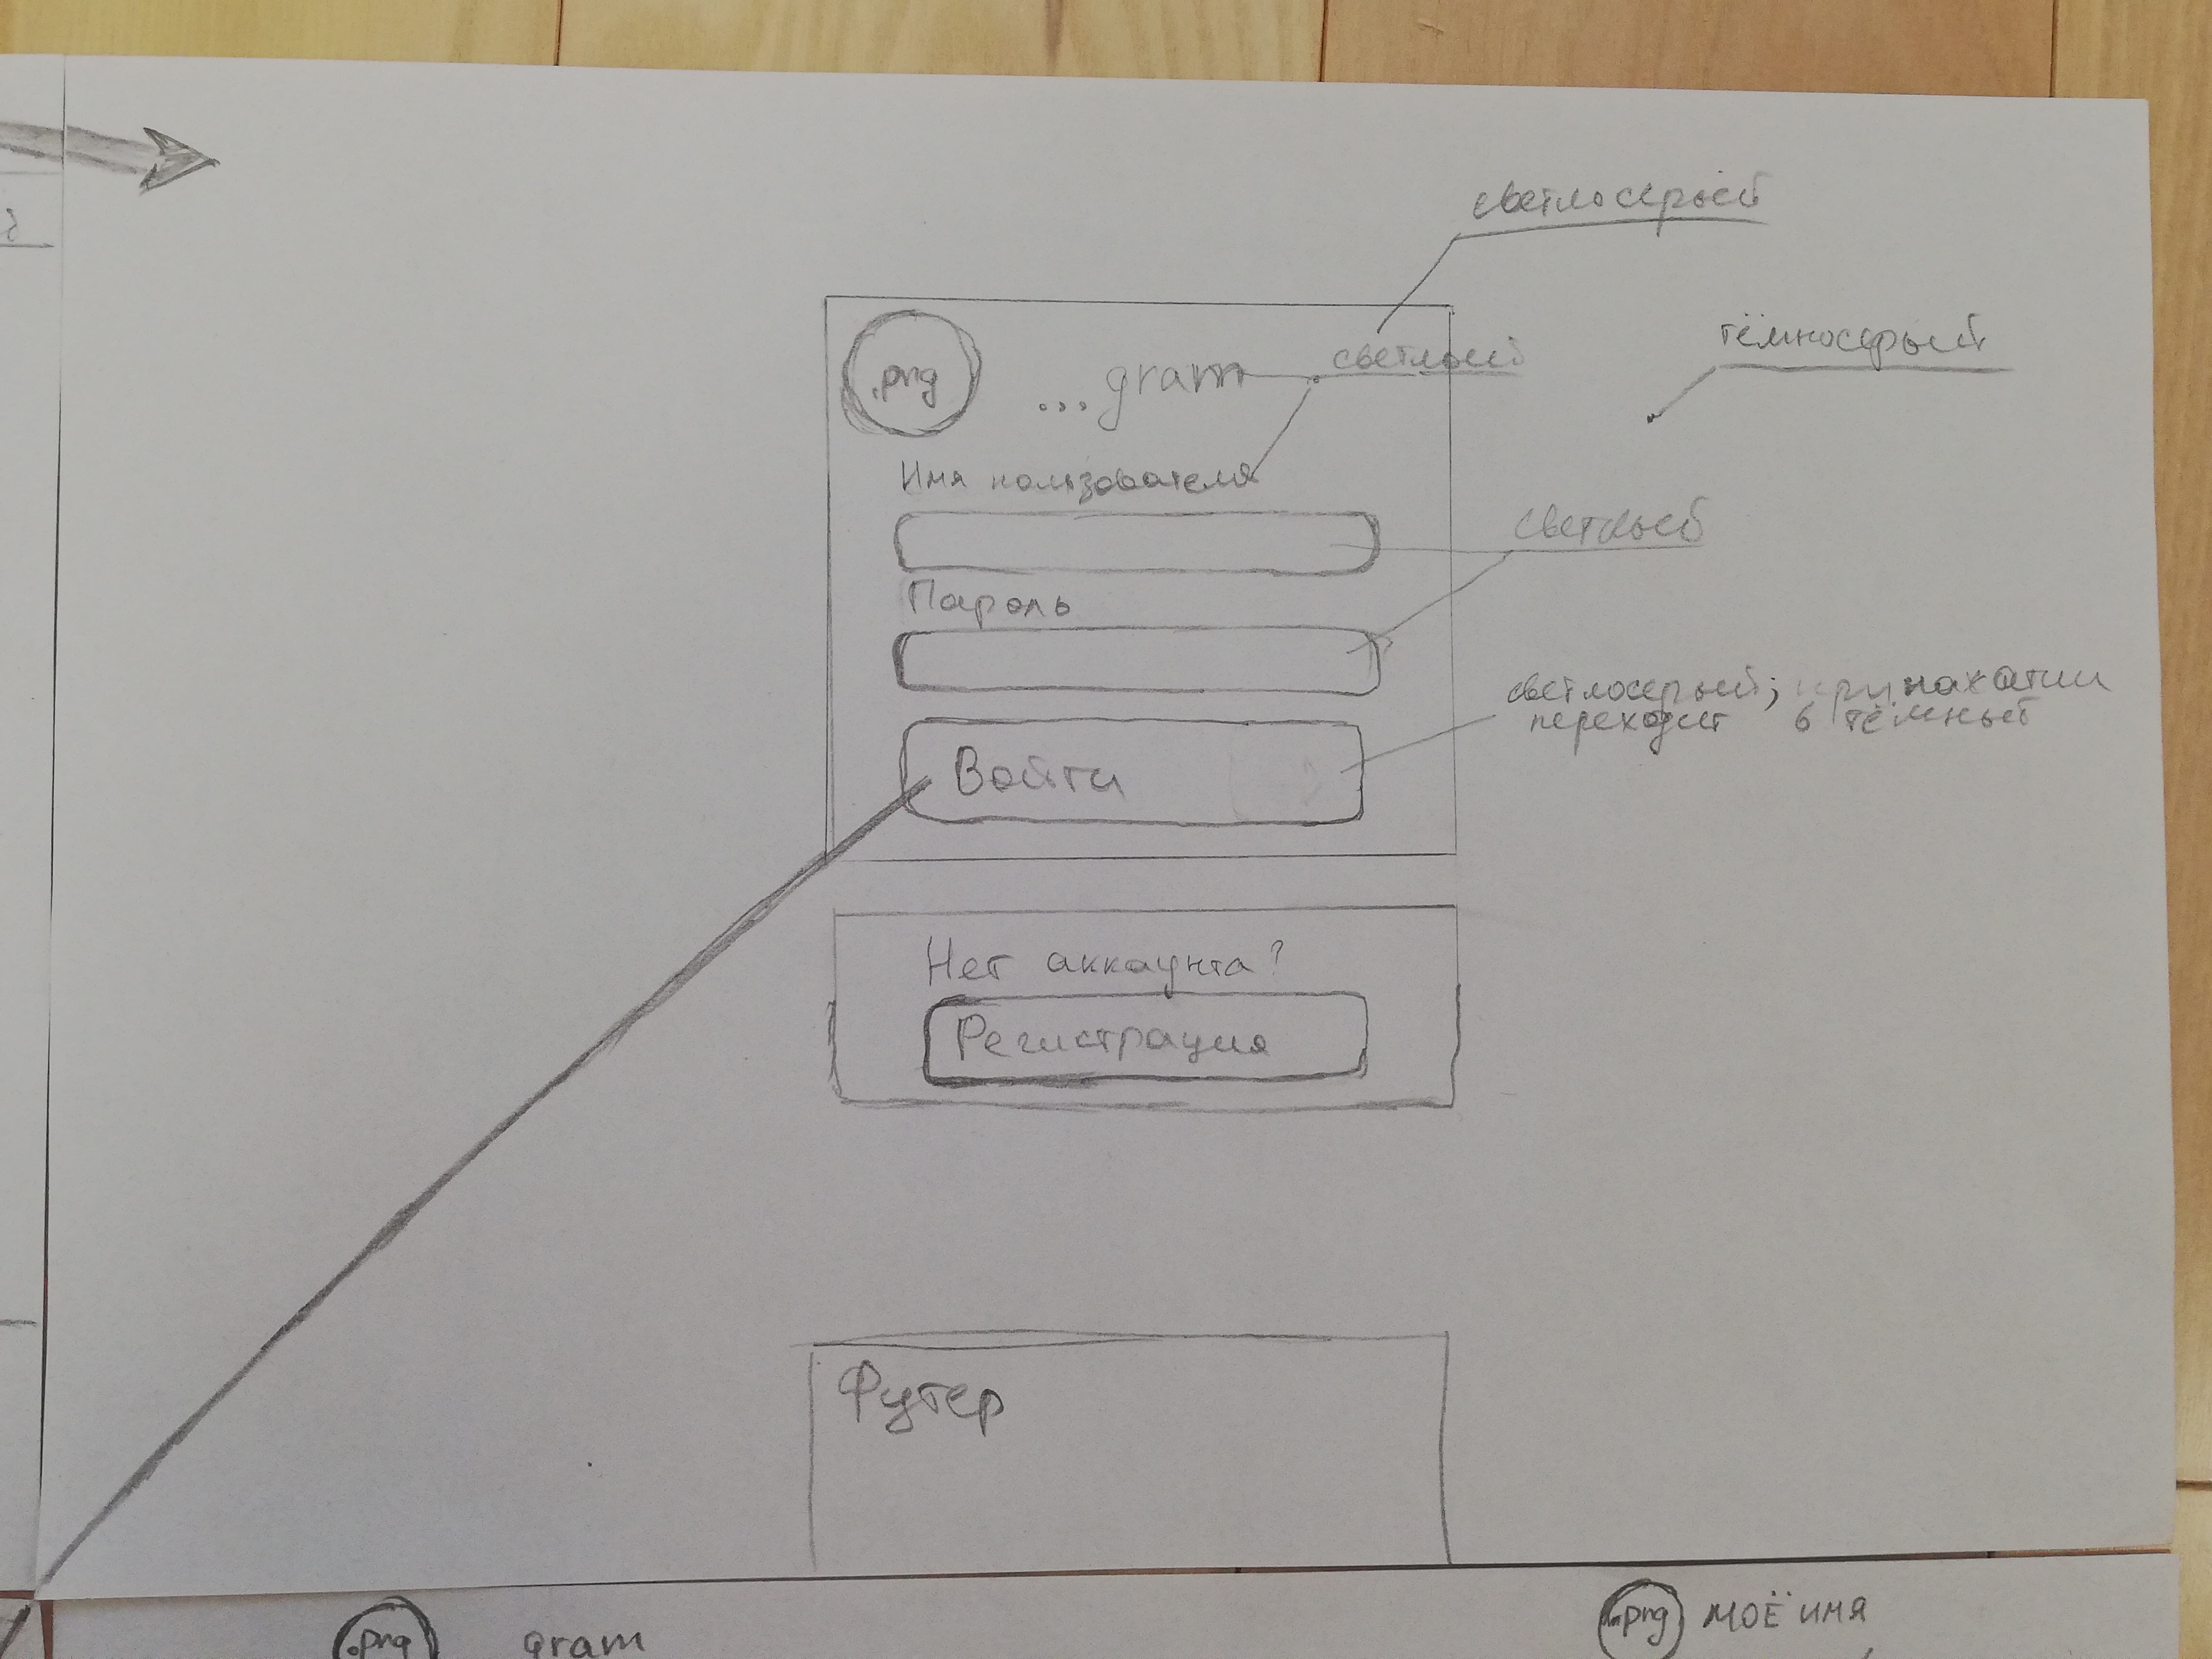 светлосерый
тёмносерый
.png
...gram
светлый
Имя пользователя
светлый
Пароль
светлосерый; при нажатии
переходит в тёмный
Войти
Нет аккаунта?
Регистрация
Футер
.png
gram
.png
моё имя